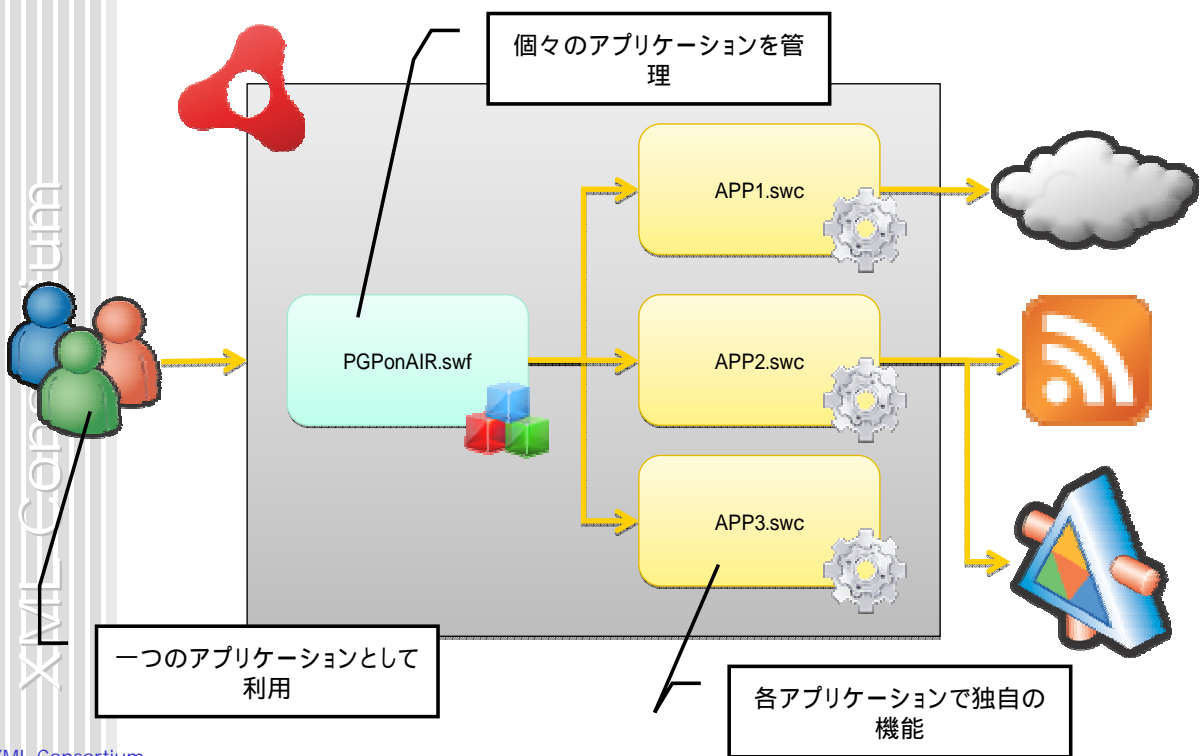 個々のアプリケーションを管
理
APP1.swc
PGPonAIR.swf
APP2.swc
APP3.swc
一つのアプリケーションとして
利用
各アプリケーションで独自の
機能
XML Consortium
XML Consortium